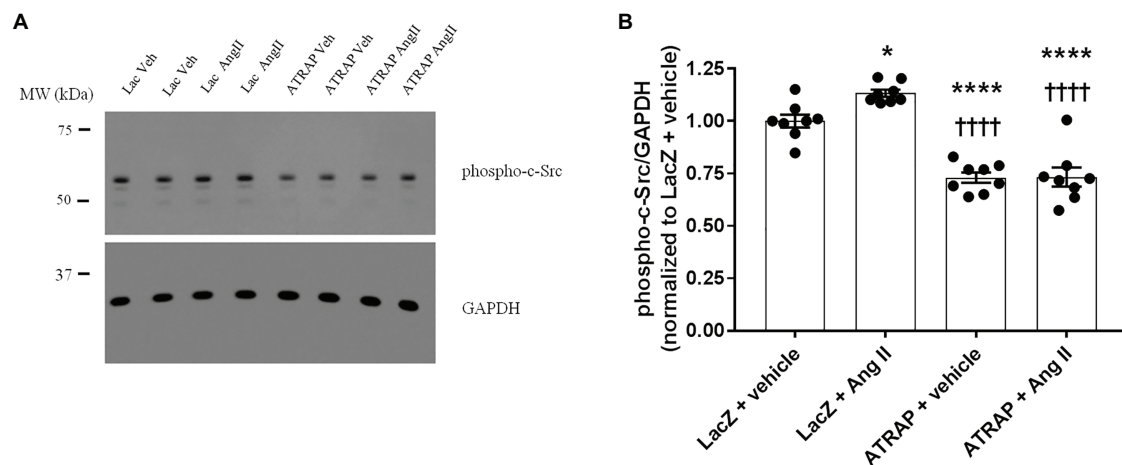 A
Lac Veh
Lac Veh
Lac AngII
Lac AngII
ATRAP Veh
ATRAP Veh
ATRAP AngII
ATRAP AngII
MW (kDa)
75
50
37
phospho-c-Src
GAPDH
B
phospho-c-Src/GAPDH
(normalized to LacZ + vehicle)
1.25
1.00
0.75
0.50
0.25
0.00
*
****
††††
****
††††
LacZ + vehicle
LacZ + Ang II
ATRAP + vehicle
ATRAP + Ang II